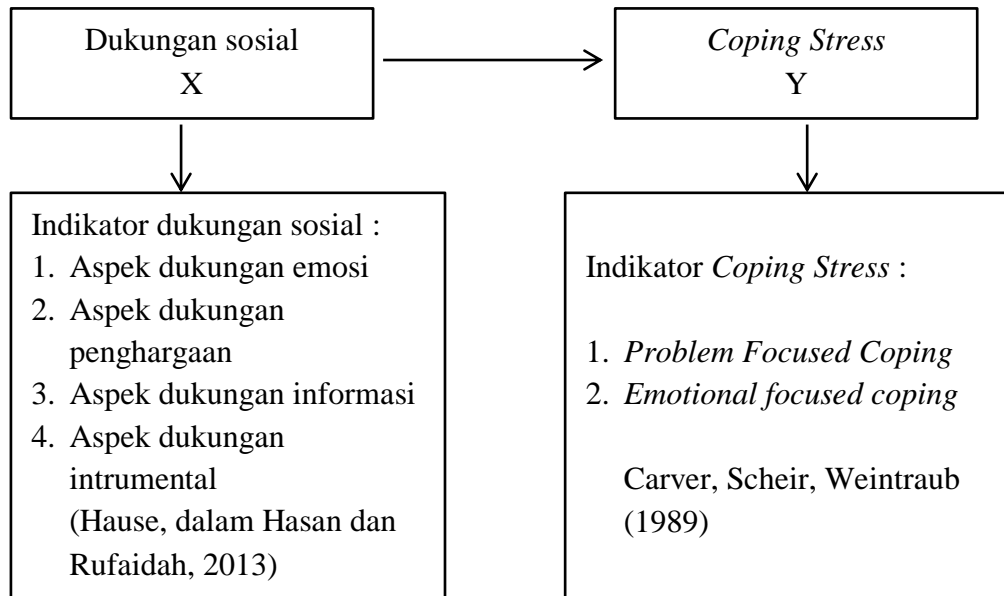 Dukungan sosial
X
Coping Stress
Y
Indikator dukungan sosial :
1. Aspek dukungan emosi
2. Aspek dukungan
penghargaan
3. Aspek dukungan informasi
4. Aspek dukungan
intrumental
(Hause, dalam Hasan dan
Rufaidah, 2013)
Indikator Coping Stress :
1. Problem Focused Coping
2. Emotional focused coping
Carver, Scheir, Weintraub
(1989)